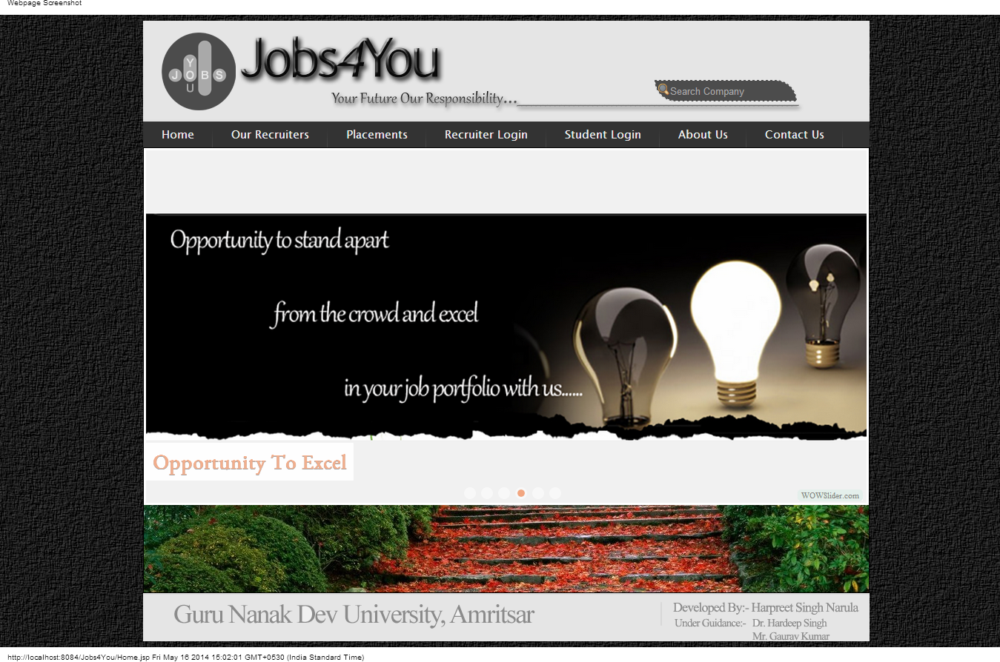 Webpage Screenshot
Y
JOBS
U
Jobs4You
Your Future Our Responsibility...
Search Company
Home Our Recruiters Placements Recruiter Login Student Login About Us Contact Us
Opportunity to stand apart
from the crowd and excel
in your job portfolio with us......
Opportunity To Excel
WOWSlider.com
Guru Nanak Dev University, Amritsar
Developed By:- Harpreet Singh Narula
Under Guidance:- Dr. Hardeep Singh
Mr. Gaurav Kumar
http://localhost:8084/Jobs4You/Home.jsp Fri May 16 2014 15:02:01 GMT+0530 (India Standard Time)